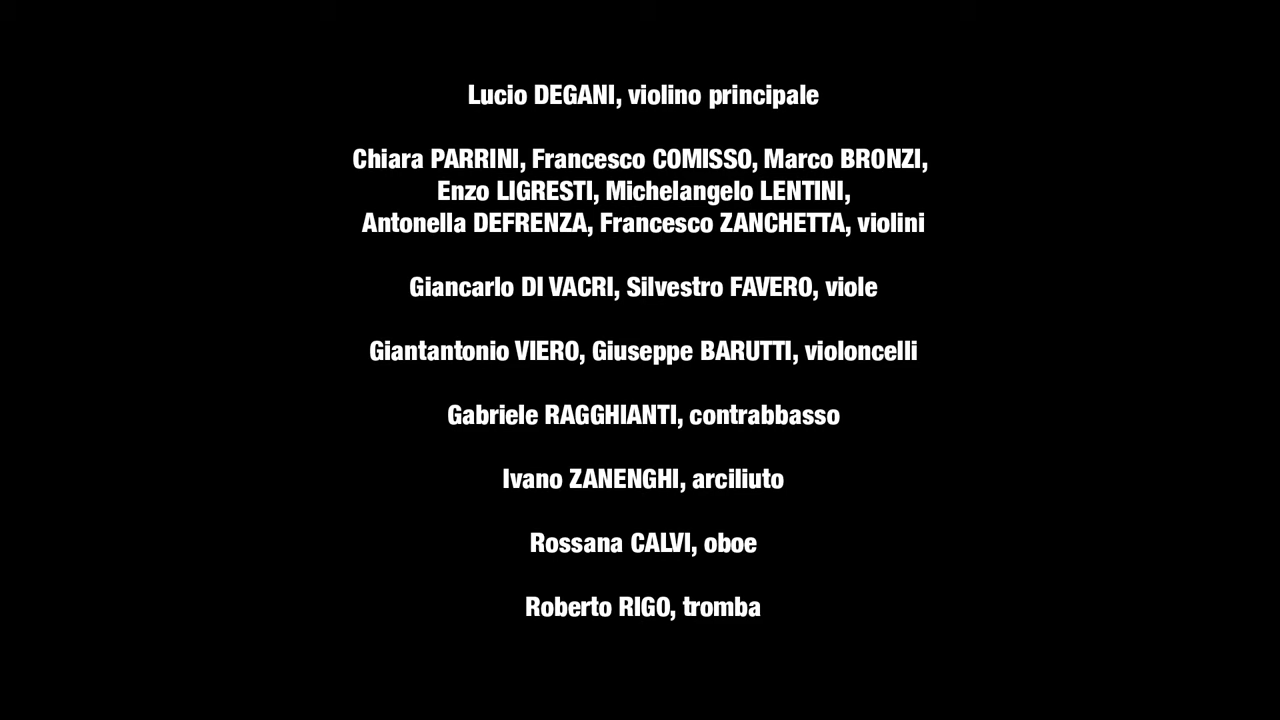 Lucio DEGANI, violino principale
Chiara PARRINI, Francesco COMISSO, Marco BRONZI,
Enzo LIGRESTI, Michelangelo LENTINI,
Antonella DEFRENZA, Francesco ZANCHETTA, violini
Giancarlo DI VACRI, Silvestro FAVERO, viole
Giantantonio VIERO, Giuseppe BARUTTI, violoncelli
Gabriele RAGGHIANTI, contrabbasso
Ivano ZANENGHI, arciliuto
Rossana CALVI, oboe
Roberto RIGO, tromba